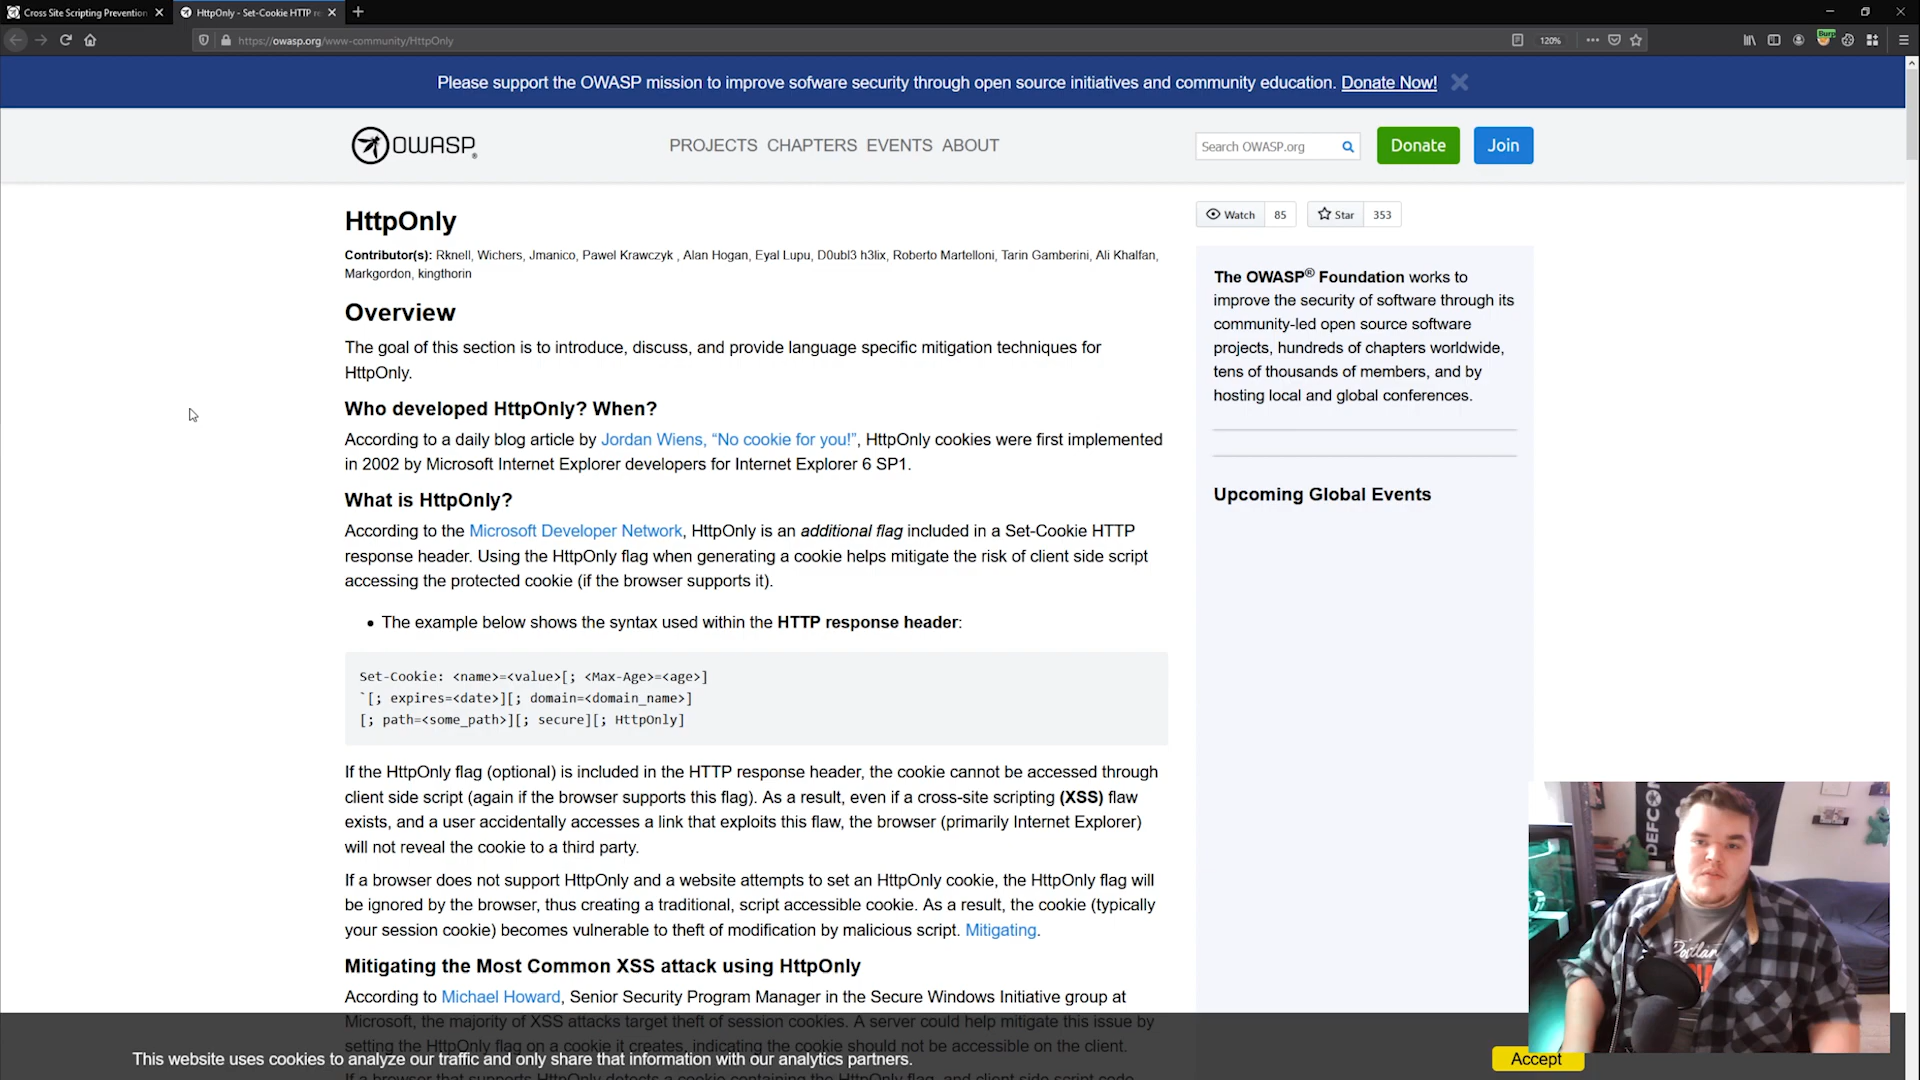 Cross Site Scripting Prevention
HttpOnly - Set-Cookie HTTP re
https://owasp.org/www-community/HttpOnly
120%
Burp
Please support the OWASP mission to improve sofware security through open source initiatives and community education. Donate Now!
OWASP
PROJECTS CHAPTERS EVENTS ABOUT
Search OWASP.org
Donate
Join
HttpOnly
Watch 85
Star 353
Contributor(s): Rknell, Wichers, Jmanico, Pawel Krawczyk , Alan Hogan, Eyal Lupu, D0ubl3 h3lix, Roberto Martelloni, Tarin Gamberini, Ali Khalfan,
Markgordon, kingthorin
Overview
The goal of this section is to introduce, discuss, and provide language specific mitigation techniques for
HttpOnly.
Who developed HttpOnly? When?
According to a daily blog article by Jordan Wiens, “No cookie for you!”, HttpOnly cookies were first implemented
in 2002 by Microsoft Internet Explorer developers for Internet Explorer 6 SP1.
What is HttpOnly?
According to the Microsoft Developer Network, HttpOnly is an additional flag included in a Set-Cookie HTTP
response header. Using the HttpOnly flag when generating a cookie helps mitigate the risk of client side script
accessing the protected cookie (if the browser supports it).
• The example below shows the syntax used within the HTTP response header:
Set-Cookie: <name>=<value>[; <Max-Age>=<age>]
`[; expires=<date>][; domain=<domain_name>]
[; path=<some_path>][; secure][; HttpOnly]
If the HttpOnly flag (optional) is included in the HTTP response header, the cookie cannot be accessed through
client side script (again if the browser supports this flag). As a result, even if a cross-site scripting (XSS) flaw
exists, and a user accidentally accesses a link that exploits this flaw, the browser (primarily Internet Explorer)
will not reveal the cookie to a third party.
If a browser does not support HttpOnly and a website attempts to set an HttpOnly cookie, the HttpOnly flag will
be ignored by the browser, thus creating a traditional, script accessible cookie. As a result, the cookie (typically
your session cookie) becomes vulnerable to theft of modification by malicious script. Mitigating.
Mitigating the Most Common XSS attack using HttpOnly
According to Michael Howard, Senior Security Program Manager in the Secure Windows Initiative group at
Microsoft, the majority of XSS attacks target theft of session cookies. A server could help mitigate this issue by
setting the HttpOnly flag on a cookie it creates, indicating the cookie should not be accessible on the client.
If a browser that supports HttpOnly detects a cookie containing the HttpOnly flag, and client side script code
The OWASP® Foundation works to
improve the security of software through its
community-led open source software
projects, hundreds of chapters worldwide,
tens of thousands of members, and by
hosting local and global conferences.
Upcoming Global Events
DEFCON
Portland
This website uses cookies to analyze our traffic and only share that information with our analytics partners.
Accept